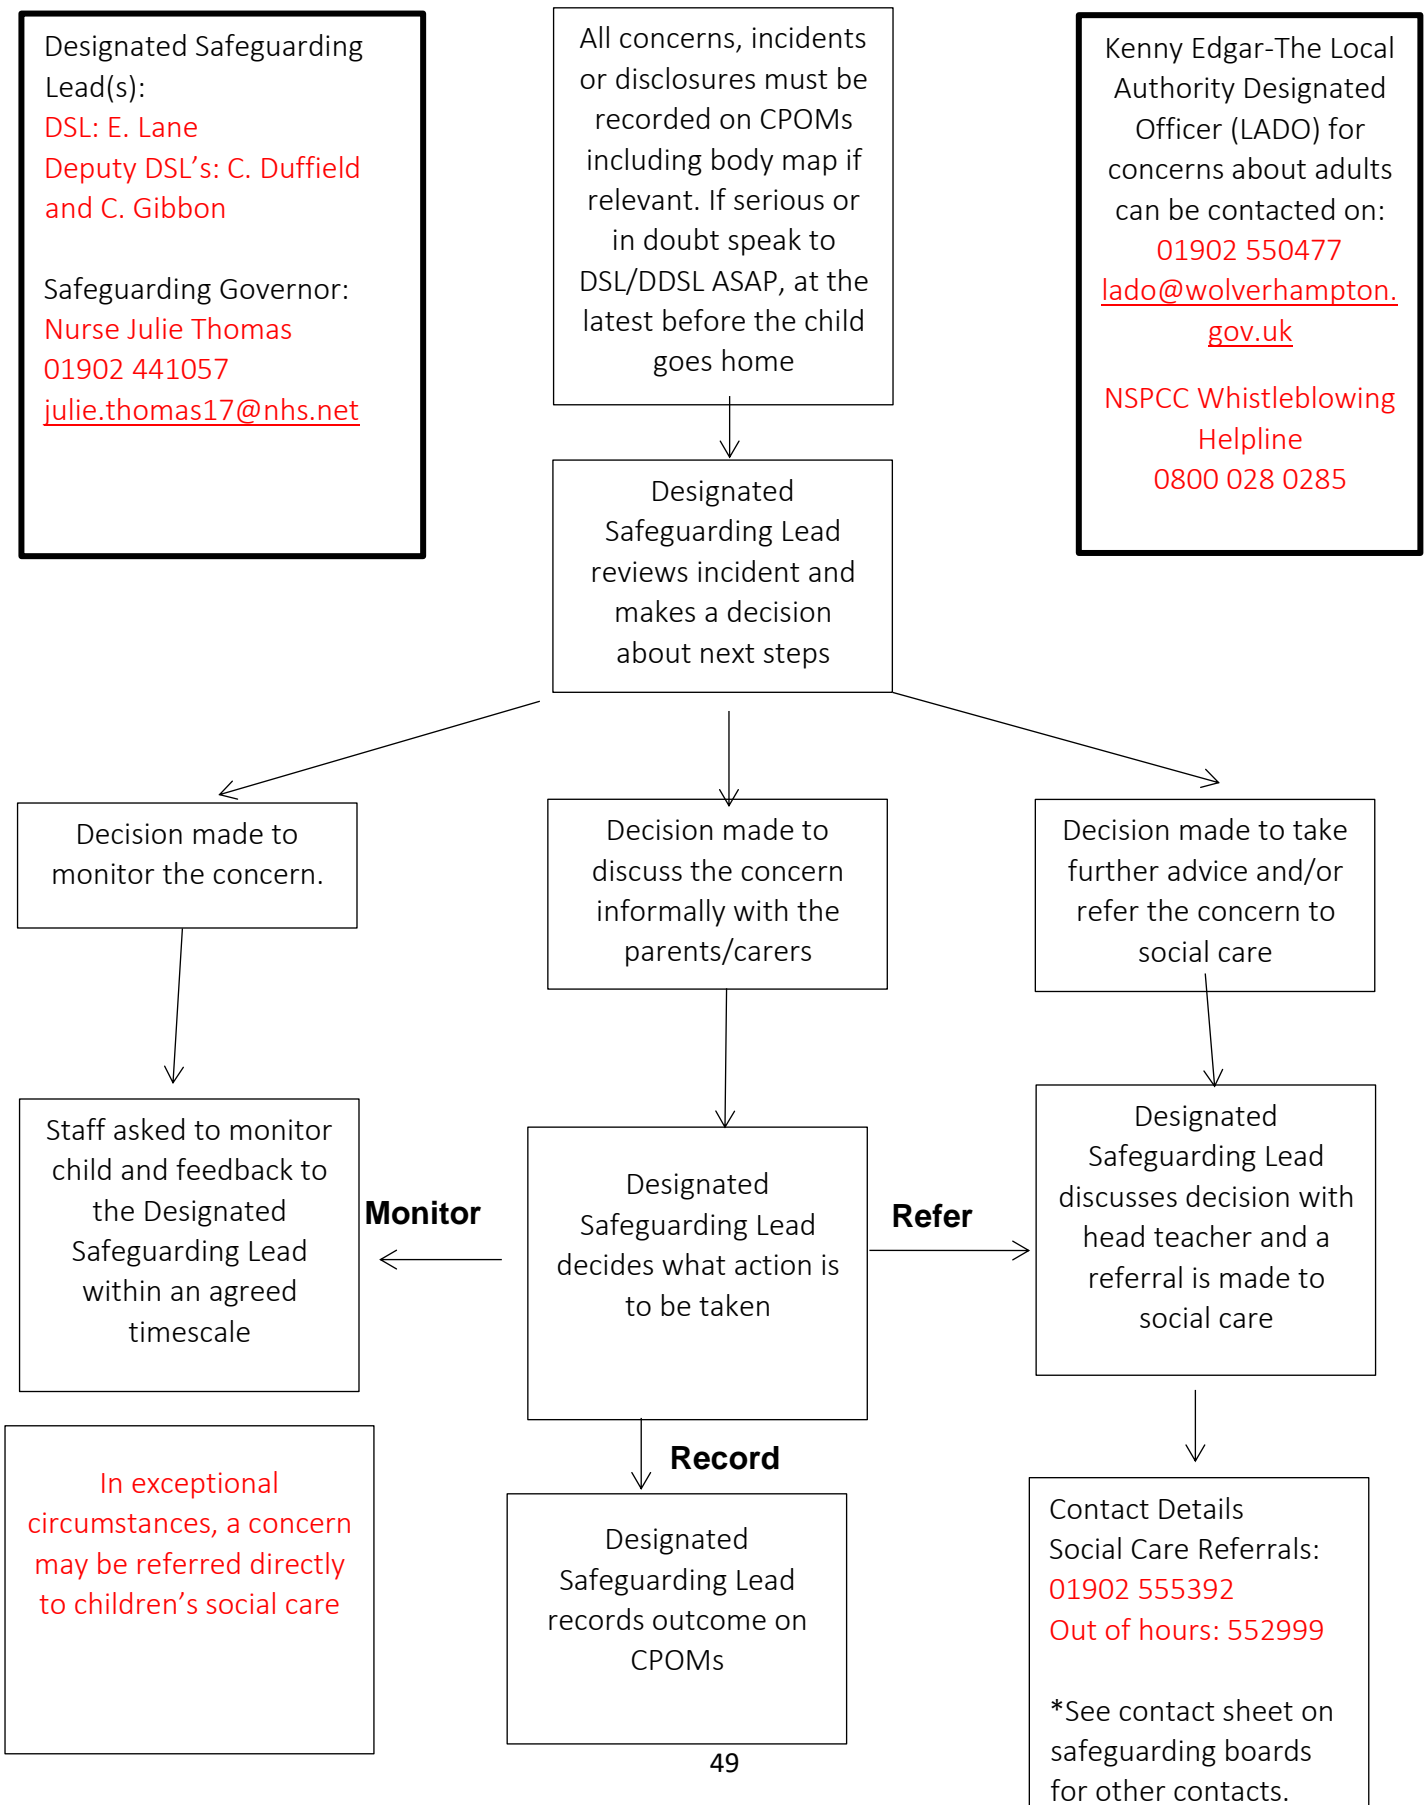 Designated Safeguarding
Lead(s):
DSL: E. Lane
Deputy DSL’s: C. Duffield
and C. Gibbon
Safeguarding Governor:
Nurse Julie Thomas
01902 441057
julie.thomas17@nhs.net
All concerns, incidents
or disclosures must be
recorded on CPOMs
including body map if
relevant. If serious or
in doubt speak to
DSL/DDSL ASAP, at the
latest before the child
goes home
Kenny Edgar-The Local
Authority Designated
Officer (LADO) for
concerns about adults
can be contacted on:
01902 550477
lado@wolverhampton.
gov.uk
NSPCC Whistleblowing
Helpline
0800 028 0285
Designated
Safeguarding Lead
reviews incident and
makes a decision
about next steps
Decision made to
monitor the concern.
Decision made to
discuss the concern
informally with the
parents/carers
Decision made to take
further advice and/or
refer the concern to
social care
Staff asked to monitor
child and feedback to
the Designated
Safeguarding Lead
within an agreed
timescale
Monitor
Designated
Safeguarding Lead
decides what action is
to be taken
Refer
Designated
Safeguarding Lead
discusses decision with
head teacher and a
referral is made to
social care
In exceptional
circumstances, a concern
may be referred directly
to children’s social care
Record
Designated
Safeguarding Lead
records outcome on
CPOMs
Contact Details
Social Care Referrals:
01902 555392
Out of hours: 552999
*See contact sheet on
safeguarding boards
for other contacts.
49